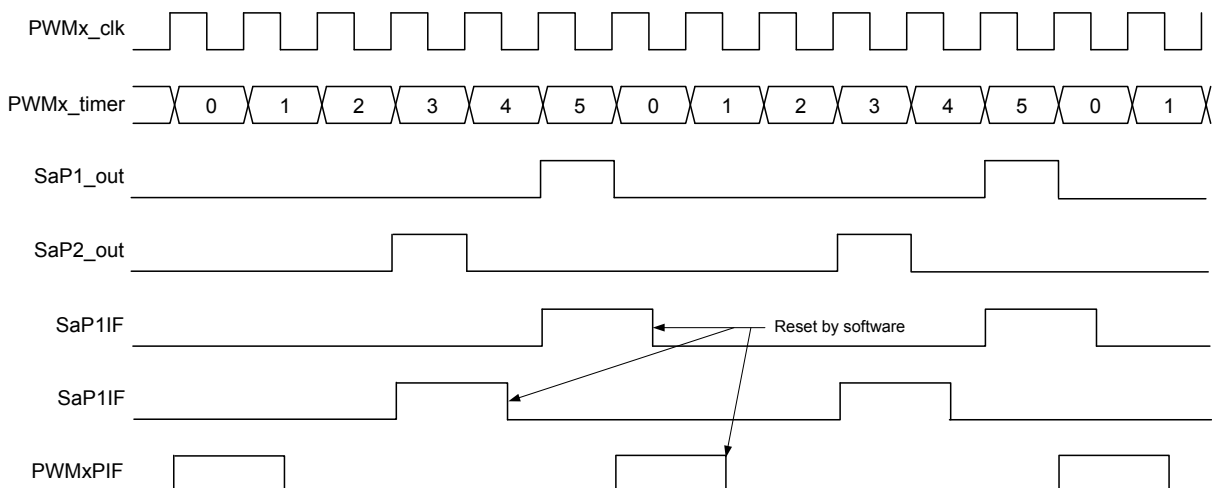 PWMx_clk
PWMx_timer 0 1 2 3 4 5 0 1 2 3 4 5 0 1
SaP1_out
SaP2_out
SaP1IF
Reset by software
SaP1IF
PWMxPIF